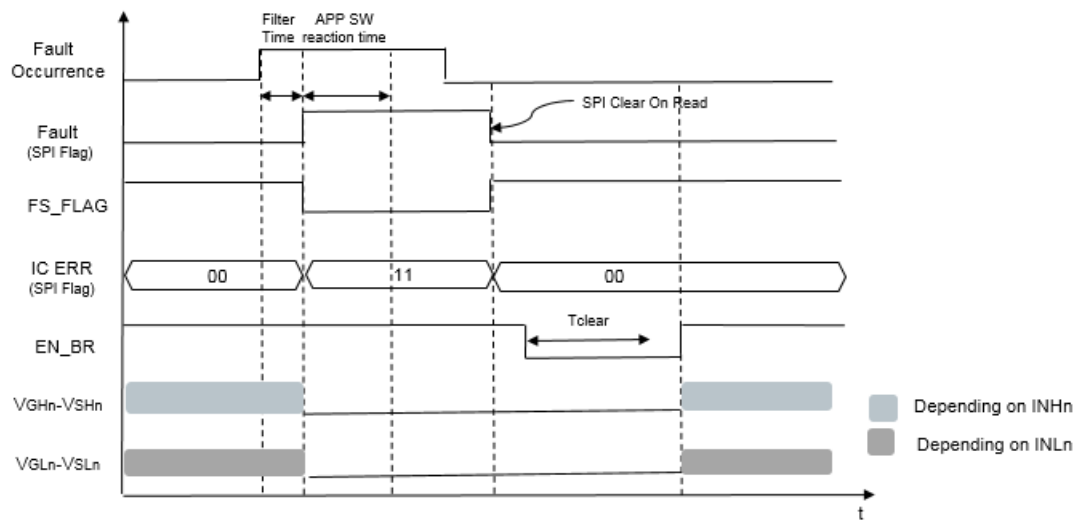 Filter Time
APP SW reaction time
Fault Occurrence
SPI Clear On Read
Fault
(SPI Flag)
FS_FLAG
IC ERR
(SPI Flag)
00
11
00
EN_BR
Tclear
VGHn-VSHn
Depending on INHn
VGLn-VSLn
Depending on INLn
t